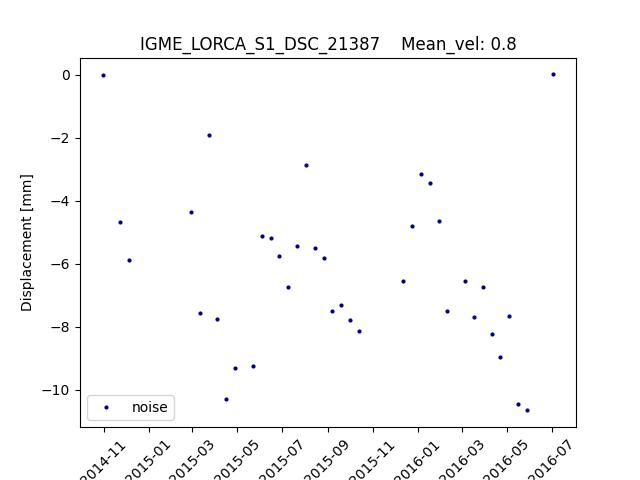 IGME_LORCA_S1_DSC_21387    Mean_vel: 0.8
Displacement [mm]
0
−2
−4
−6
−8
−10
noise
2014-11 2015-01 2015-03 2015-05 2015-07 2015-09 2015-11 2016-01 2016-03 2016-05 2016-07